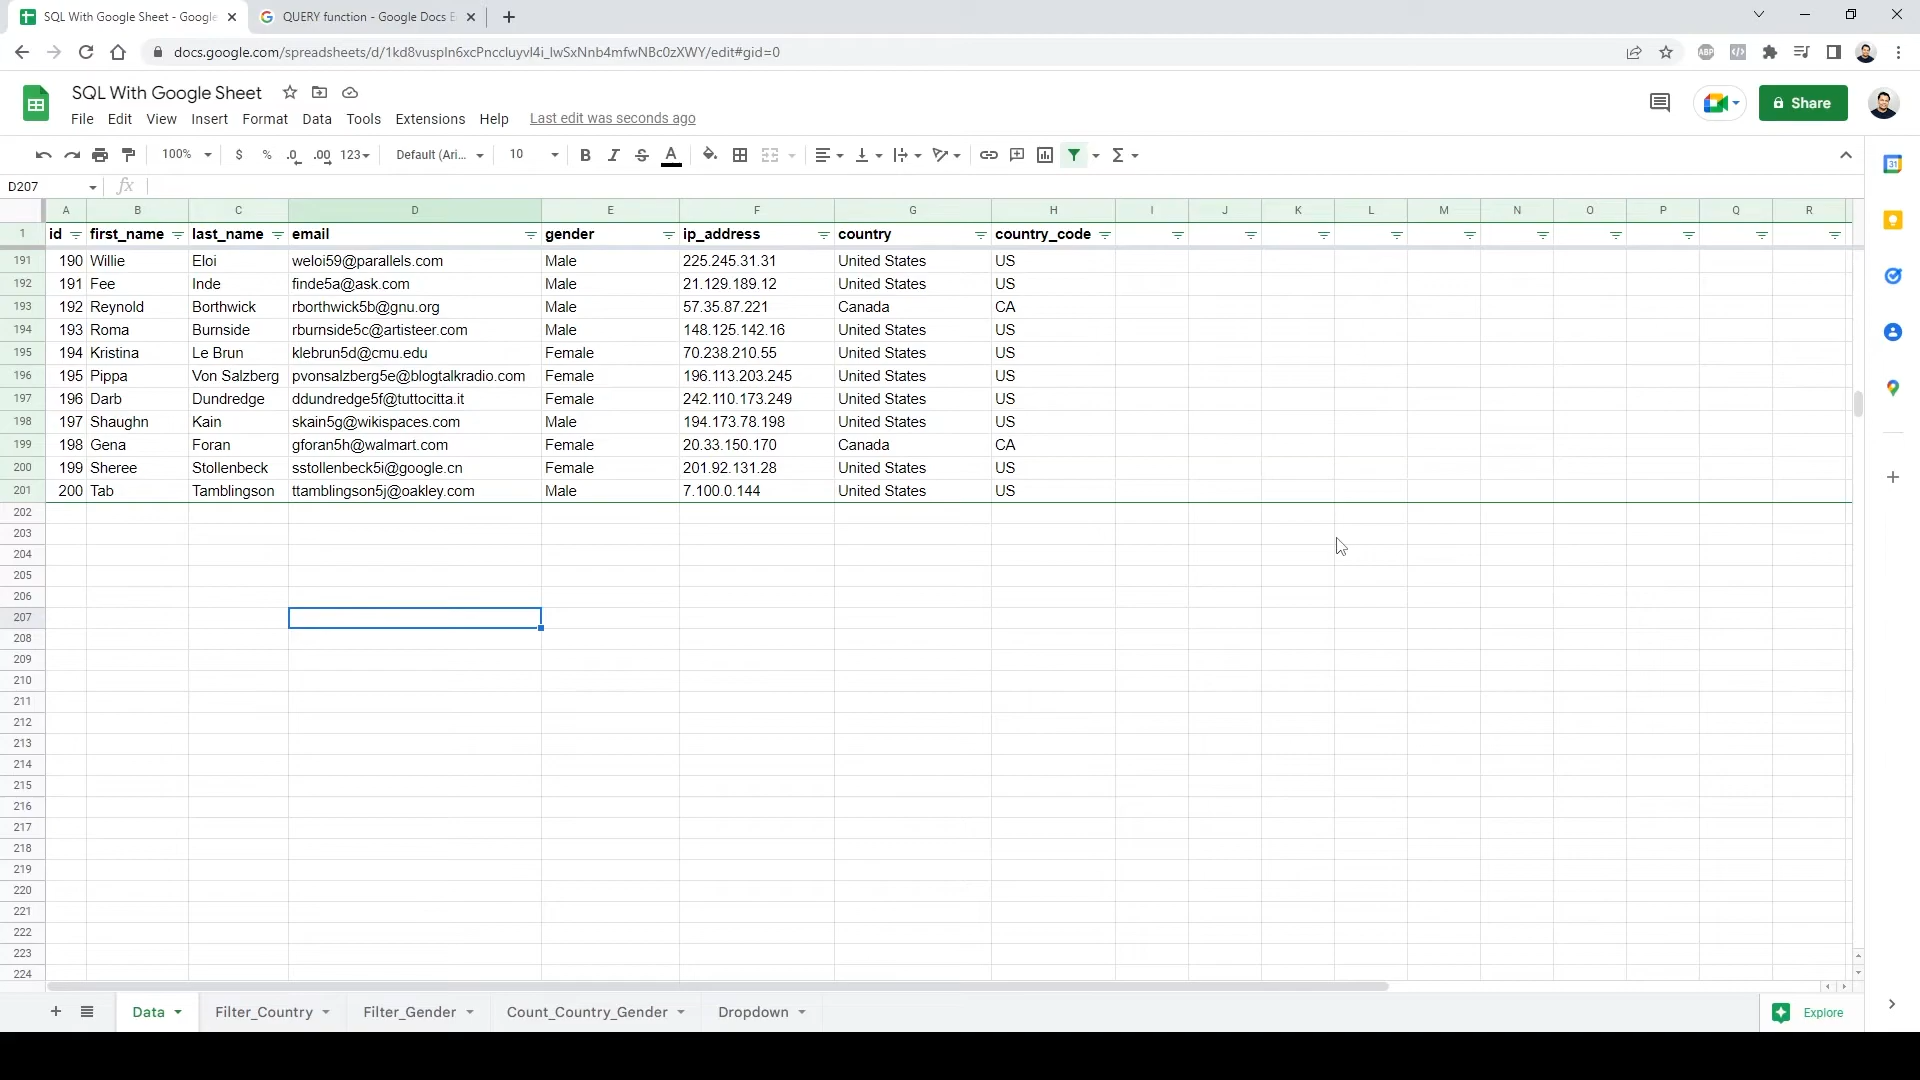 SQL With Google Sheet - Google
QUERY function - Google Docs E
docs.google.com/spreadsheets/d/1kd8vuspIn6xcPnccIuyvI4i_IwSxNnb4mfwNBc0zXWY/edit#gid=0
SQL With Google Sheet
File Edit View Insert Format Data Tools Extensions Help Last edit was seconds ago
Share
100% $ % .0 .00 123 Default (Ari... 10 B I S A Σ
D207 fx
A B C D E F G H I J K L M N O P Q R
1 id first_name last_name email gender ip_address country country_code
191 190 Willie Eloi weloi59@parallels.com Male 225.245.31.31 United States US
192 191 Fee Inde finde5a@ask.com Male 21.129.189.12 United States US
193 192 Reynold Borthwick rborthwick5b@gnu.org Male 57.35.87.221 Canada CA
194 193 Roma Burnside rburnside5c@artisteer.com Male 148.125.142.16 United States US
195 194 Kristina Le Brun klebrun5d@cmu.edu Female 70.238.210.55 United States US
196 195 Pippa Von Salzberg pvonsalzberg5e@blogtalkradio.com Female 196.113.203.245 United States US
197 196 Darb Dundredge ddundredge5f@tuttocitta.it Female 242.110.173.249 United States US
198 197 Shaughn Kain skain5g@wikispaces.com Male 194.173.78.198 United States US
199 198 Gena Foran gforan5h@walmart.com Female 20.33.150.170 Canada CA
200 199 Sheree Stollenbeck sstollenbeck5i@google.cn Female 201.92.131.28 United States US
201 200 Tab Tamblingson ttamblingson5j@oakley.com Male 7.100.0.144 United States US
202
203
204
205
206
207
208
209
210
211
212
213
214
215
216
217
218
219
220
221
222
223
224
31
ABP
Data Filter_Country Filter_Gender Count_Country_Gender Dropdown Explore